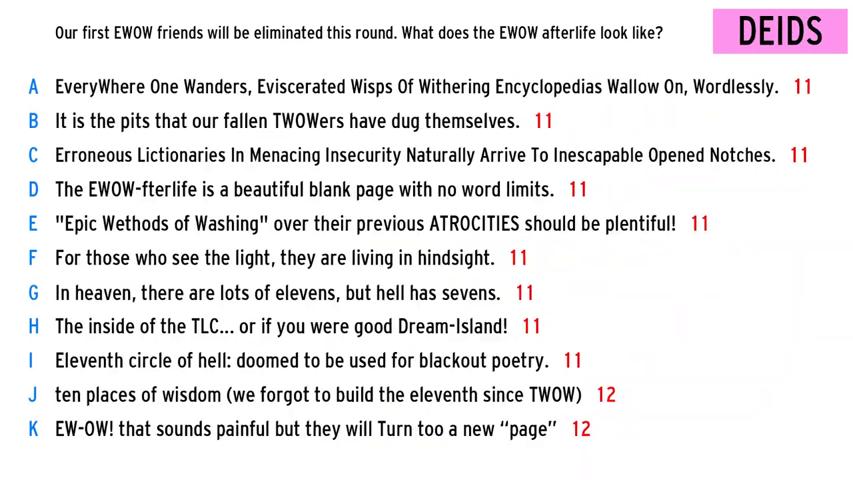 Our first EWOW friends will be eliminated this round. What does the EWOW afterlife look like?
DEIDS
A EveryWhere One Wanders, Eviscerated Wisps Of Withering Encyclopedias Wallow On, Wordlessly. 11
B It is the pits that our fallen TWOWers have dug themselves. 11
C Erroneous Lictionaries In Menacing Insecurity Naturally Arrive To Inescapable Opened Notches. 11
D The EWOW-fterlife is a beautiful blank page with no word limits. 11
E "Epic Wethods of Washing" over their previous ATROCITIES should be plentiful! 11
F For those who see the light, they are living in hindsight. 11
G In heaven, there are lots of elevens, but hell has sevens. 11
H The inside of the TLC... or if you were good Dream-Island! 11
I Eleventh circle of hell: doomed to be used for blackout poetry. 11
J ten places of wisdom (we forgot to build the eleventh since TWOW) 12
K EW-OW! that sounds painful but they will Turn too a new “page” 12